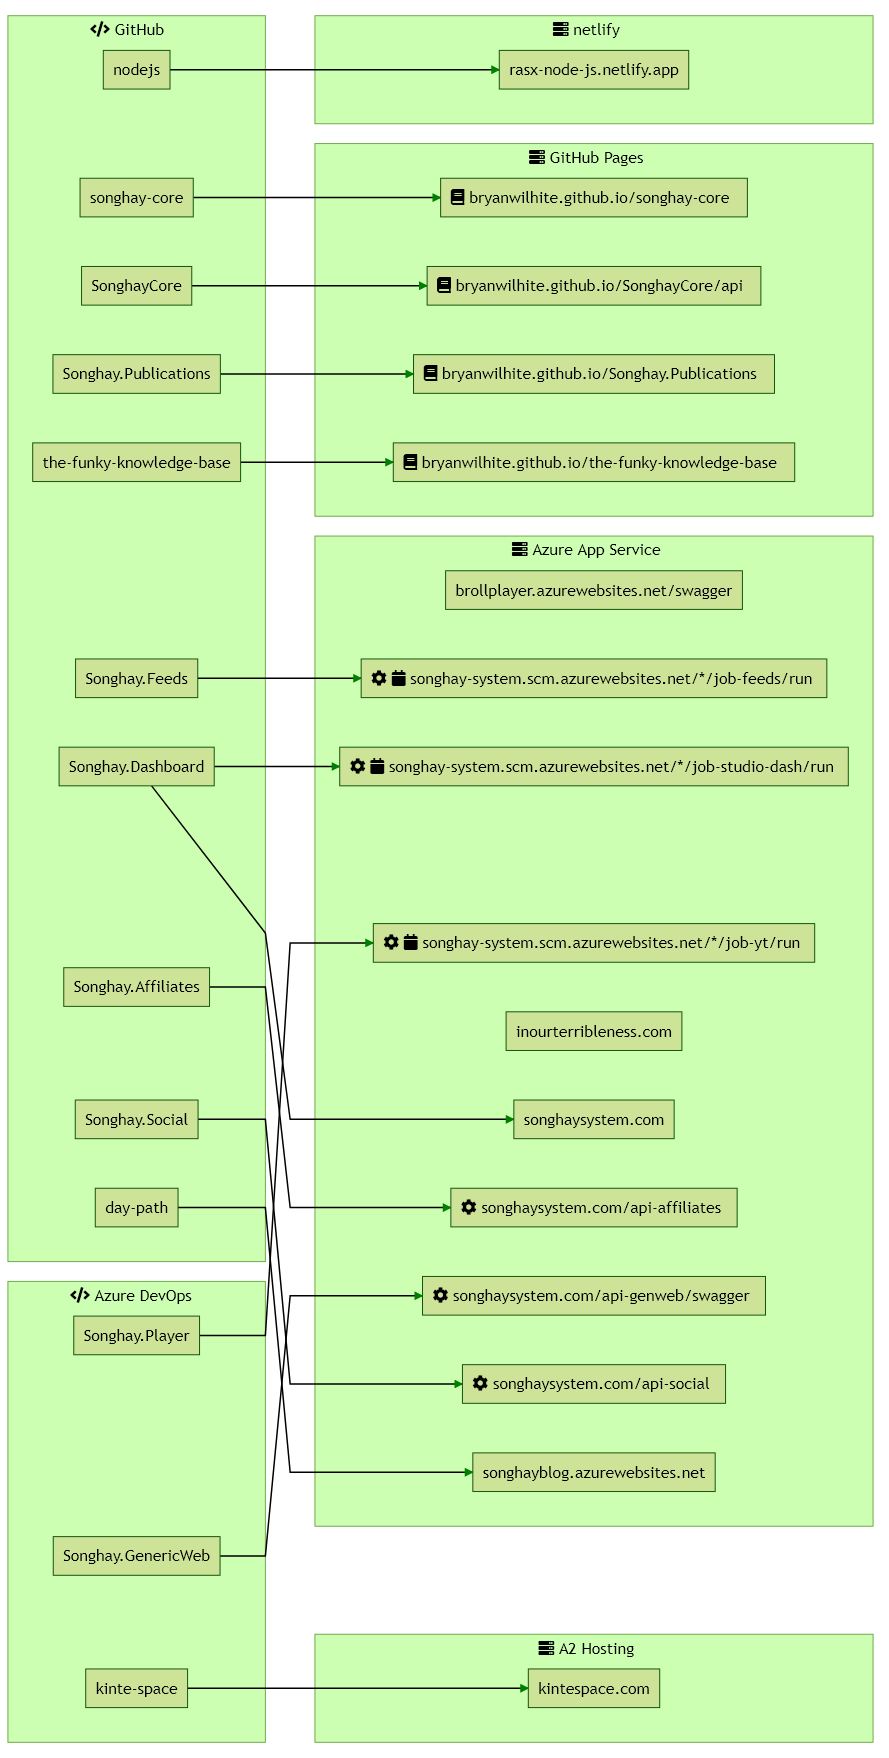 GitHub
netlify
nodejs
rasx-node-js.netlify.app
GitHub Pages
songhay-core
bryanwilhite.github.io/songhay-core
SonghayCore
bryanwilhite.github.io/SonghayCore/api
Songhay.Publications
bryanwilhite.github.io/Songhay.Publications
the-funky-knowledge-base
bryanwilhite.github.io/the-funky-knowledge-base
Azure App Service
brollplayer.azurewebsites.net/swagger
Songhay.Feeds
songhay-system.scm.azurewebsites.net/*/job-feeds/run
Songhay.Dashboard
songhay-system.scm.azurewebsites.net/*/job-studio-dash/run
songhay-system.scm.azurewebsites.net/*/job-yt/run
Songhay.Affiliates
inourterribleness.com
Songhay.Social
songhaysystem.com
day-path
songhaysystem.com/api-affiliates
Azure DevOps
songhaysystem.com/api-genweb/swagger
Songhay.Player
songhaysystem.com/api-social
songhayblog.azurewebsites.net
Songhay.GenericWeb
A2 Hosting
kinte-space
kintespace.com